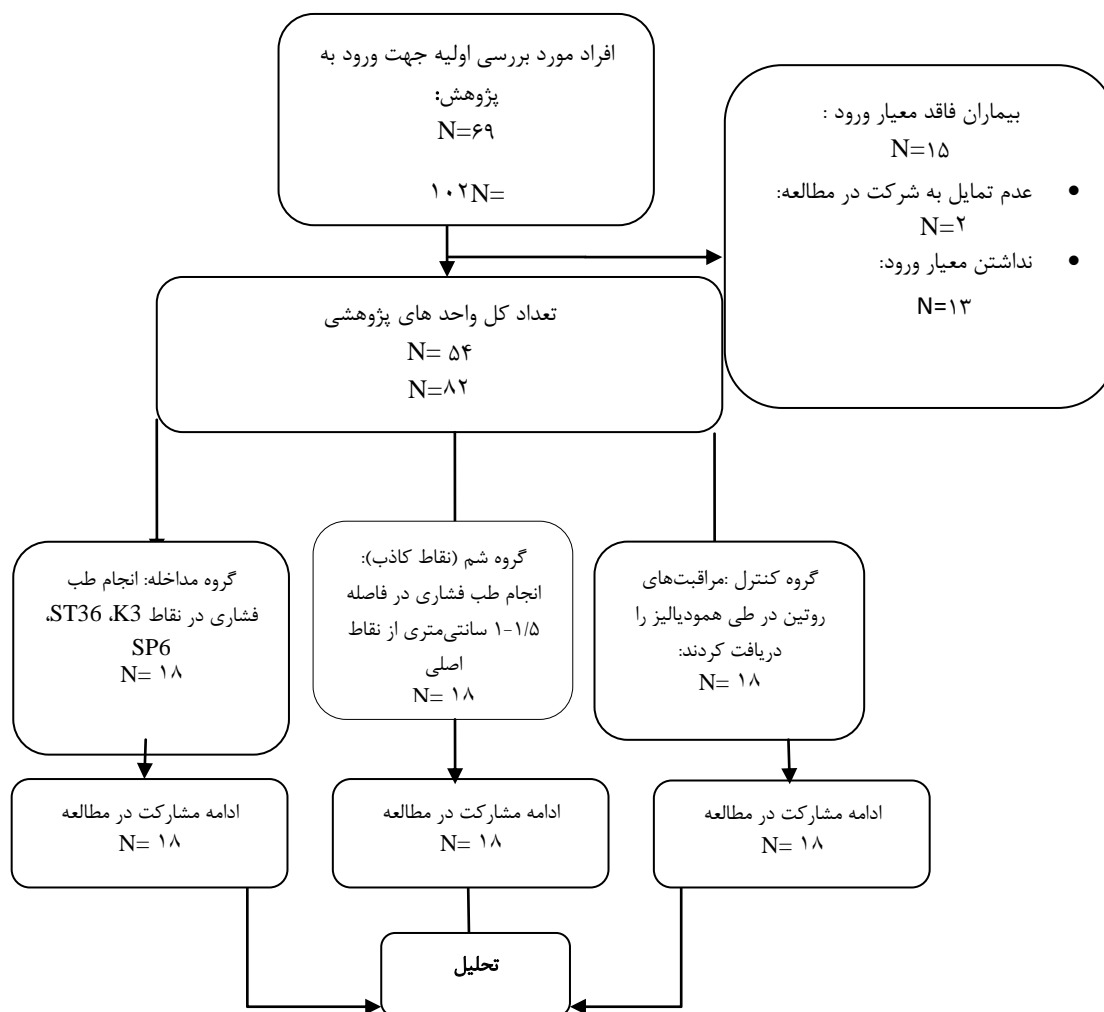 افراد مورد بررسی اولیه جهت ورود به
پژوهش:
N=۶۹
۱۰۲N=
بیماران فاقد معیار ورود :
N=۱۵
• عدم تمایل به شرکت در مطالعه:
N=۲
• نداشتن معیار ورود:
N=۱۳
تعداد کل واحد های پژوهشی
N= ۵۴
N=۸۲
گروه کنترل :مراقبت‌های
روتین در طی همودیالیز را
دریافت کردند:
N= ۱۸
گروه شم (نقاط کاذب):
انجام طب فشاری در فاصله
۱-۱/۵ سانتی‌متری از نقاط
اصلی
N= ۱۸
گروه مداخله: انجام طب
فشاری در نقاط ST36 ،K3،
SP6
N= ۱۸
ادامه مشارکت در مطالعه
N= ۱۸
ادامه مشارکت در مطالعه
N= ۱۸
ادامه مشارکت در مطالعه
N= ۱۸
تحلیل